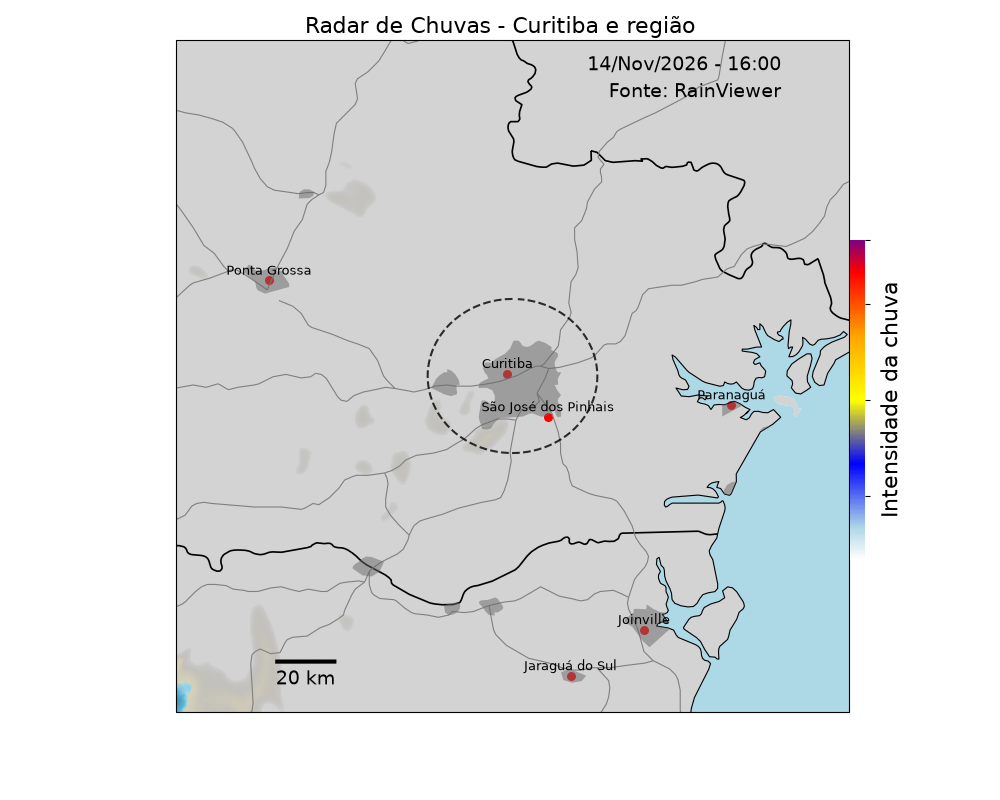 Radar de Chuvas - Curitiba e região
14/Nov/2026 - 16:00
Fonte: RainViewer
Ponta Grossa
Curitiba
Paranaguá
São José dos Pinhais
Intensidade da chuva
Joinville
Jaraguá do Sul
20 km